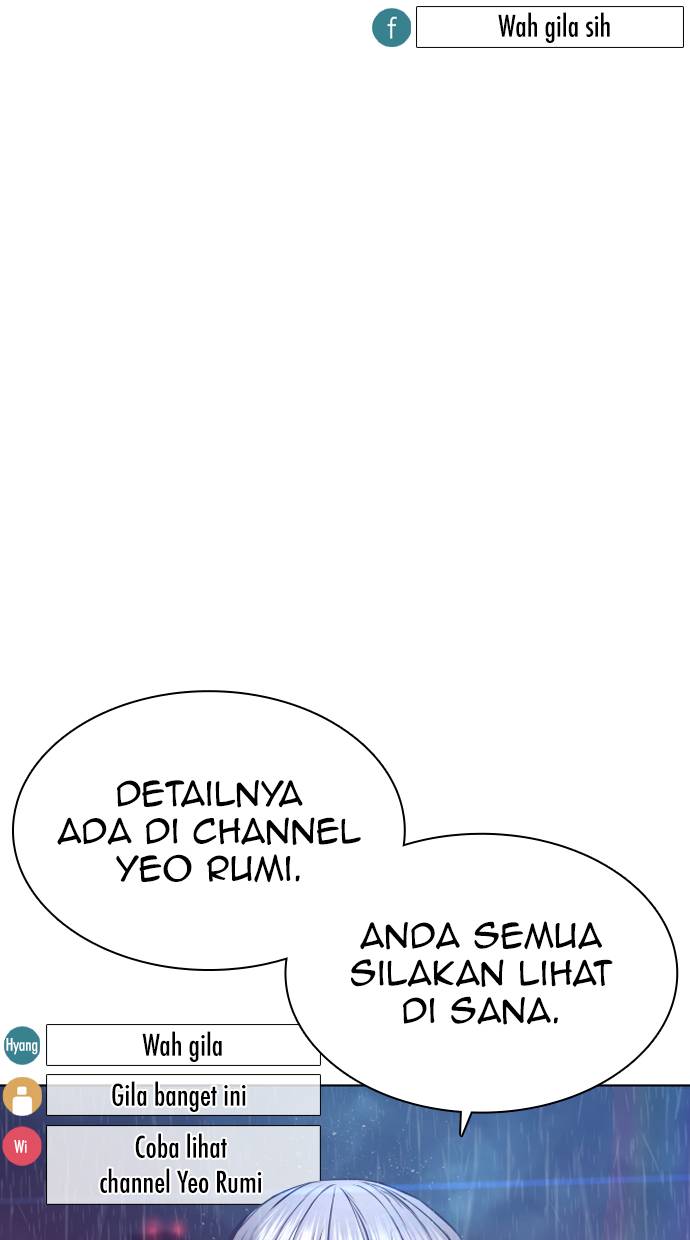 f
Wah gila sih
DETAILNYA
ADA DI CHANNEL
YEO RUMI.
ANDA SEMUA
SILAKAN LIHAT
DI SANA.
Hyang
Wah gila
Gila banget ini
Wi
Coba lihat
channel Yeo Rumi